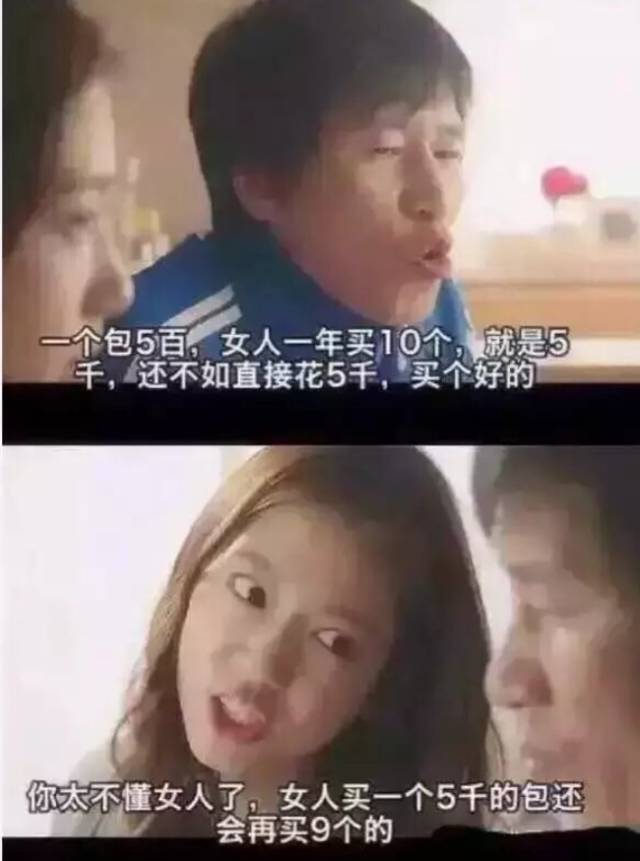 一个包5百，女人一年买10个，就是5
千，还不如直接花5千，买个好的
你太不懂女人了，女人买一个5千的包还
会再买9个的